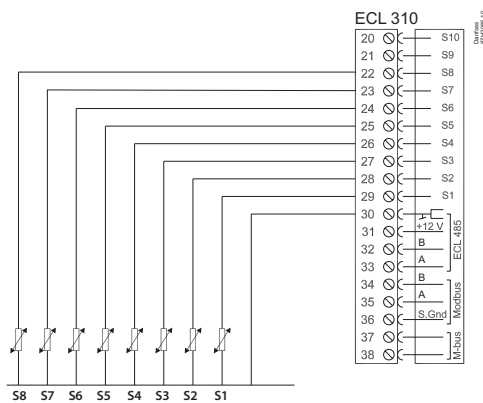 ECL 310
20 S10
21 S9
22 S8
23 S7
24 S6
25 S5
26 S4
27 S3
28 S2
29 S1
30
31 +12 V
32 B
33 A
34 B
35 A
36 S.Gnd
37
38
ECL 485
Modbus
M-bus
Danfoss
S8 S7 S6 S5 S4 S3 S2 S1